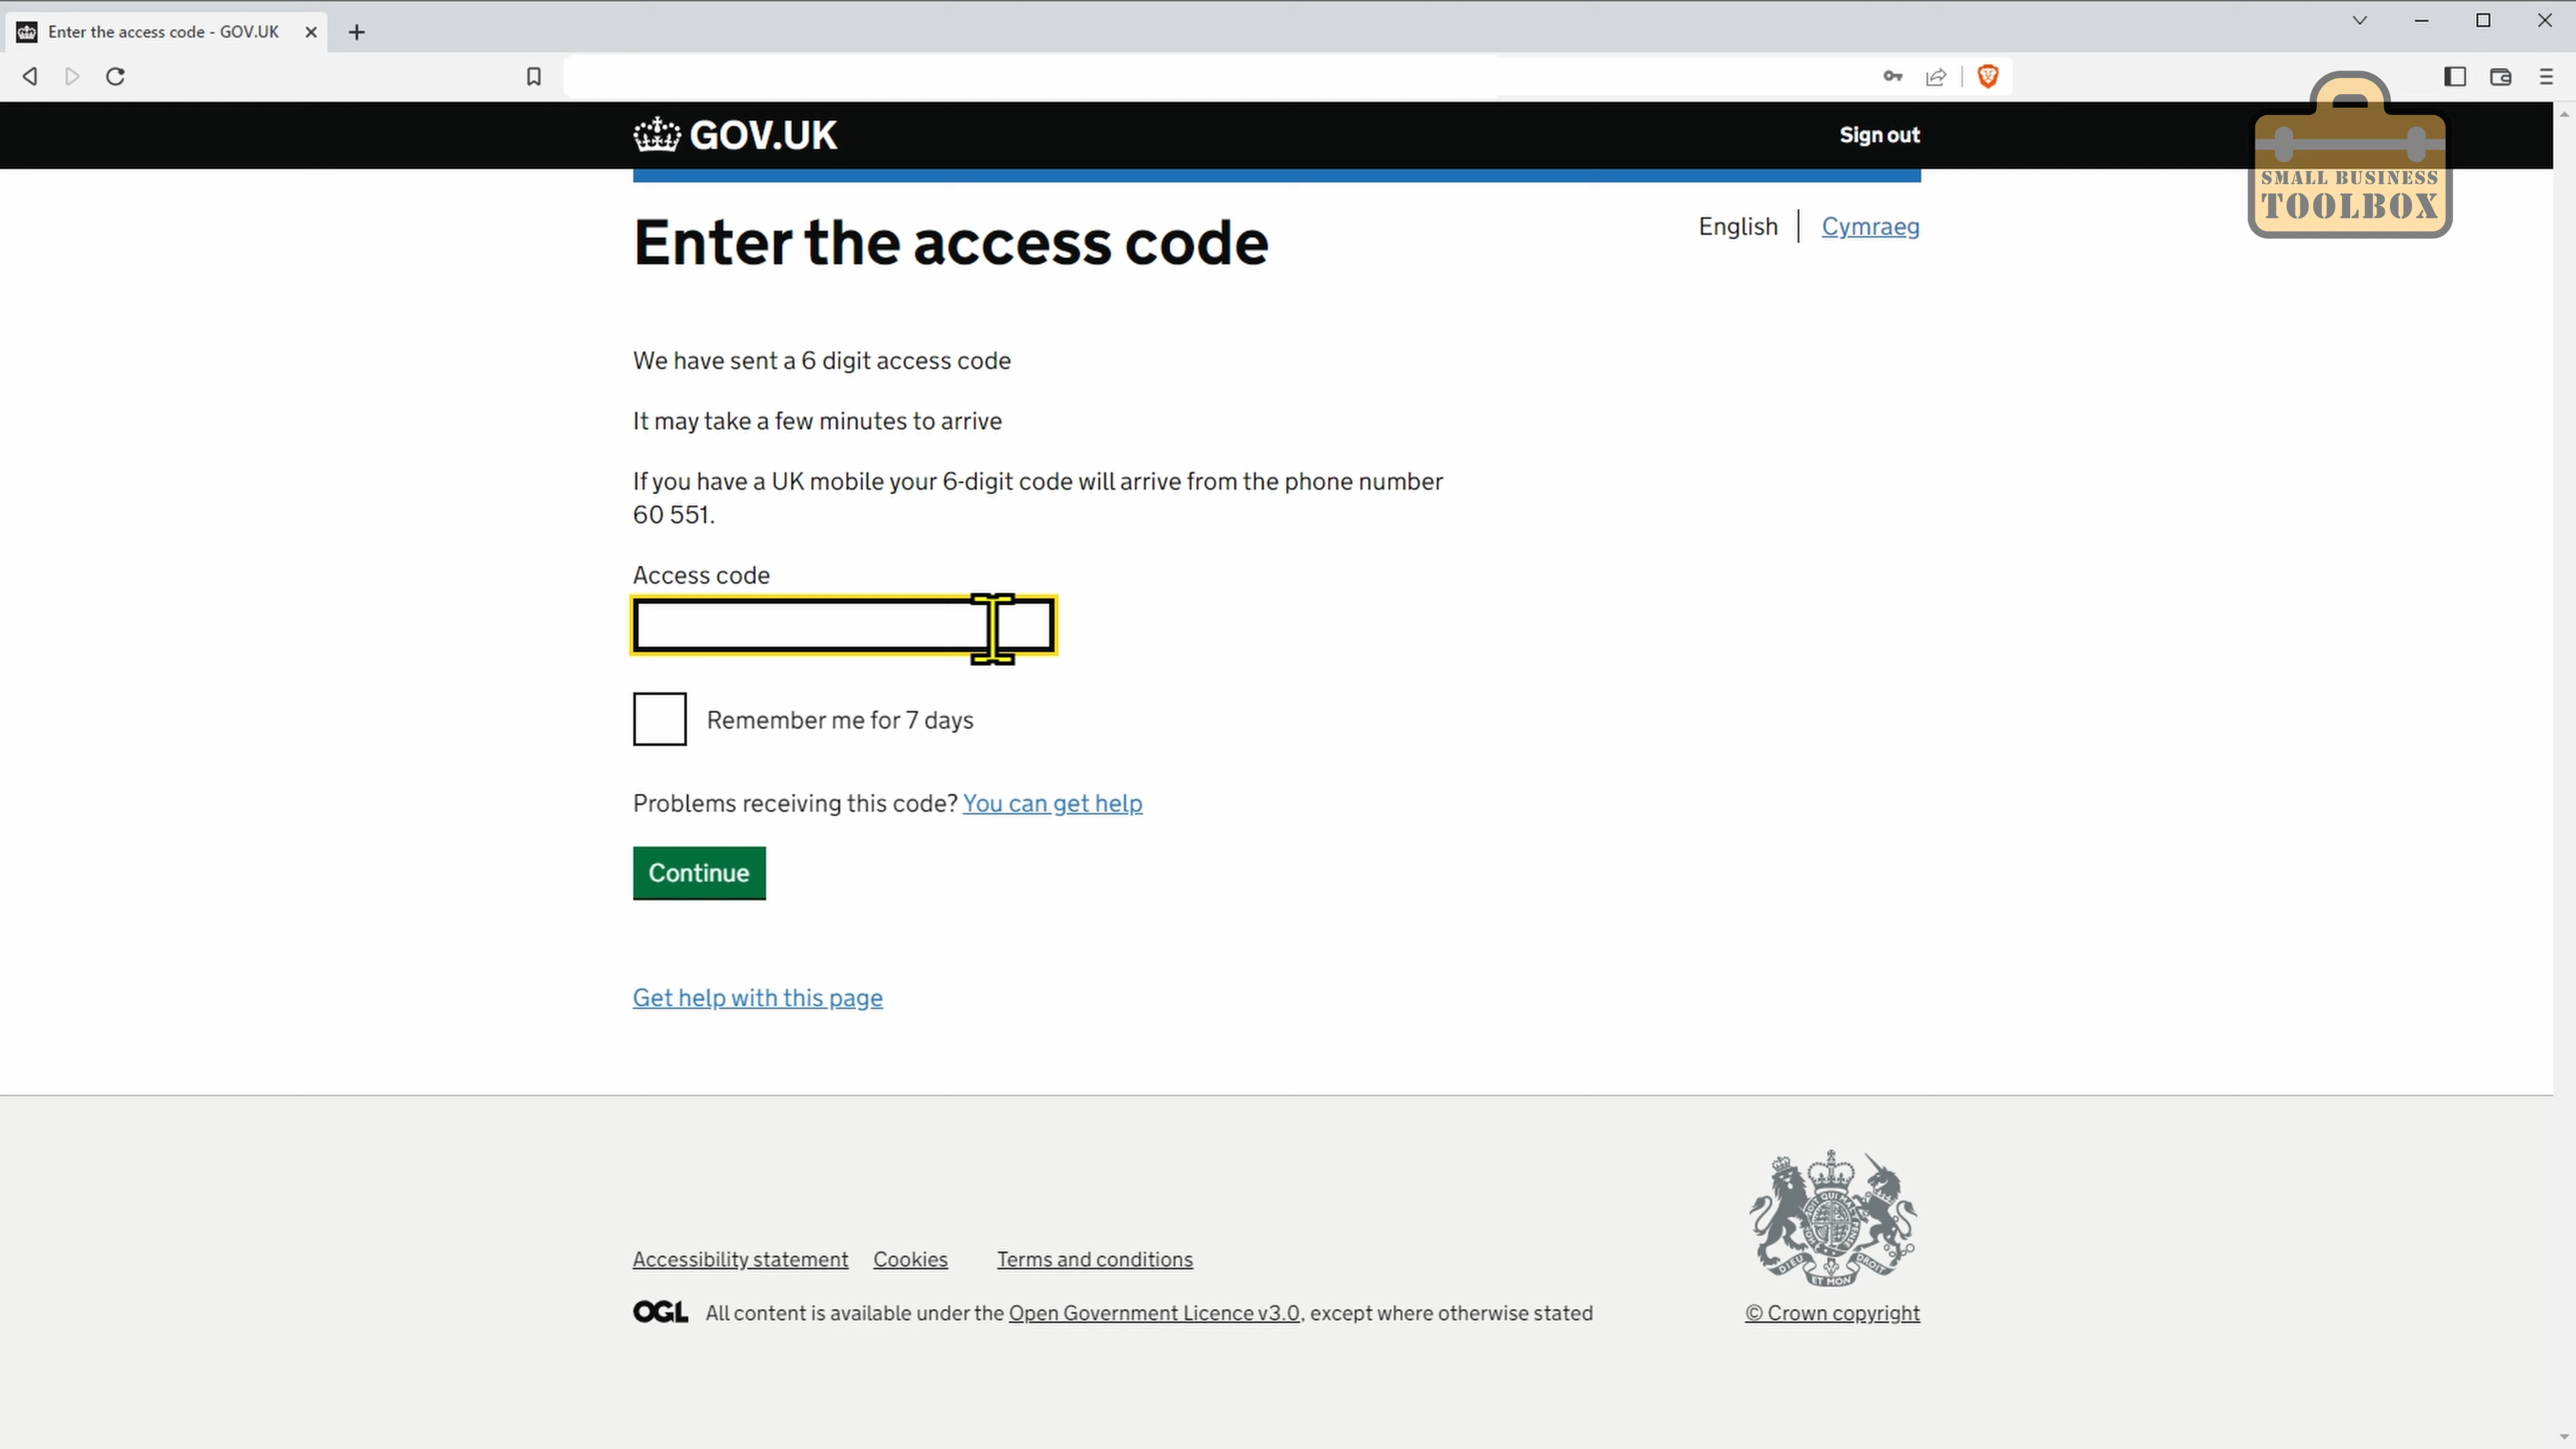 Enter the access code - GOV.UK
GOV.UK
Sign out
SMALL BUSINESS
TOOLBOX
Enter the access code
English
Cymraeg
We have sent a 6 digit access code
It may take a few minutes to arrive
If you have a UK mobile your 6-digit code will arrive from the phone number
60 551.
Access code
Remember me for 7 days
Problems receiving this code? You can get help
Continue
Get help with this page
DIEU ET MON DROIT
Accessibility statement Cookies Terms and conditions
OGL All content is available under the Open Government Licence v3.0, except where otherwise stated
© Crown copyright